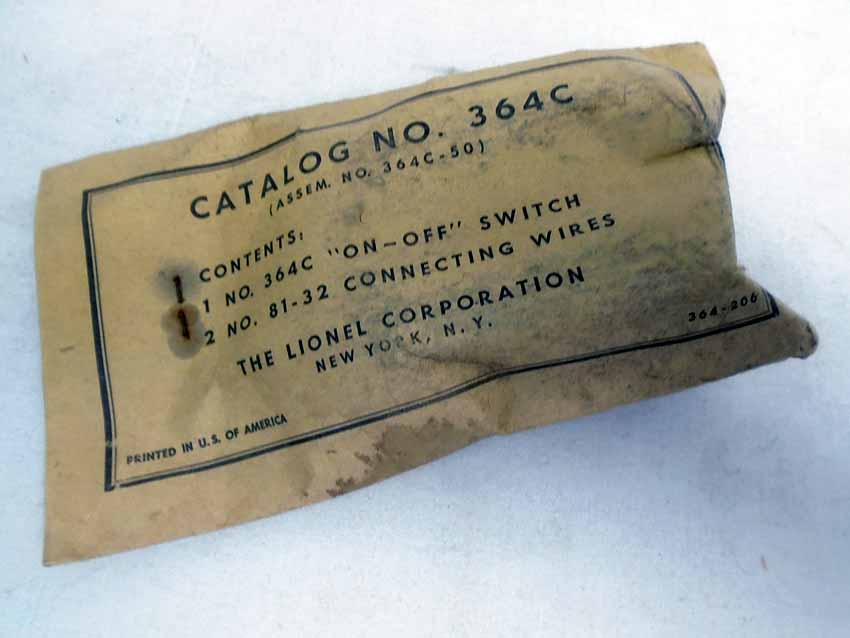 CATALOG NO. 364C
(ASSEM. NO. 364C-50)
CONTENTS:
1 NO. 364C "ON-OFF" SWITCH
2 NO. 81-32 CONNECTING WIRES
THE LIONEL CORPORATION
NEW YORK, N. Y.
364-206
PRINTED IN U.S. OF AMERICA